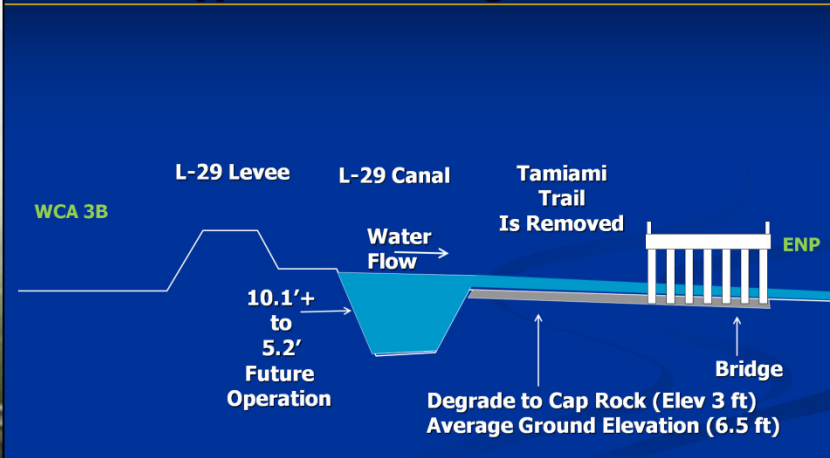 L-29 Levee
L-29 Canal
Tamiami
Trail
Is Removed
WCA 3B
Water
Flow
ENP
10.1'+
to
5.2'
Future
Operation
Bridge
Degrade to Cap Rock (Elev 3 ft)
Average Ground Elevation (6.5 ft)